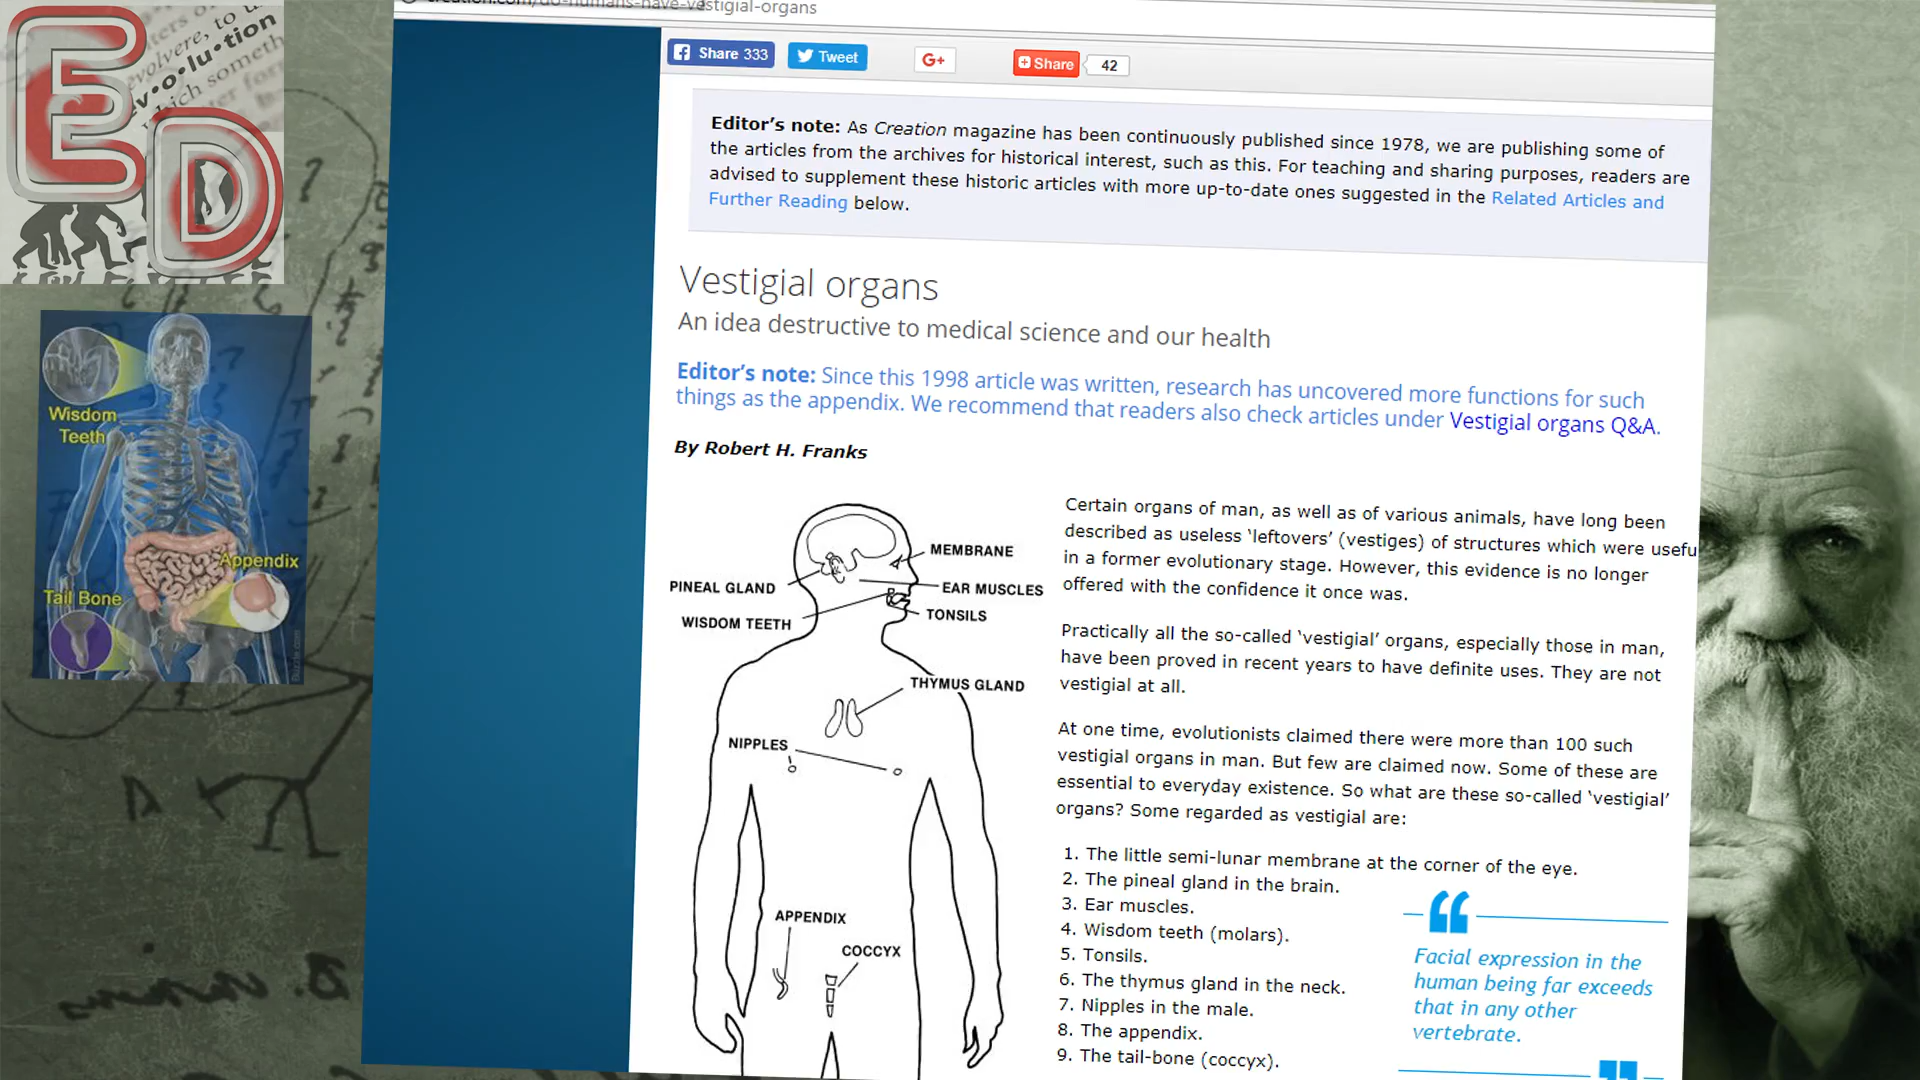 creation.com/do-humans-have-vestigial-organs
Share 333
Tweet
G+
Share
42
evolvere, to u
ev•o•lu•tion
which someth
ED
Editor's note: As Creation magazine has been continuously published since 1978, we are publishing some of
the articles from the archives for historical interest, such as this. For teaching and sharing purposes, readers are
advised to supplement these historic articles with more up-to-date ones suggested in the Related Articles and
Further Reading below.
Vestigial organs
An idea destructive to medical science and our health
Editor's note: Since this 1998 article was written, research has uncovered more functions for such
things as the appendix. We recommend that readers also check articles under Vestigial organs Q&A.
By Robert H. Franks
Wisdom
Teeth
Appendix
Tail Bone
MEMBRANE
PINEAL GLAND
EAR MUSCLES
WISDOM TEETH
TONSILS
THYMUS GLAND
NIPPLES
APPENDIX
COCCYX
Certain organs of man, as well as of various animals, have long been
described as useless ‘leftovers’ (vestiges) of structures which were usefu
in a former evolutionary stage. However, this evidence is no longer
offered with the confidence it once was.
Practically all the so-called ‘vestigial’ organs, especially those in man,
have been proved in recent years to have definite uses. They are not
vestigial at all.
At one time, evolutionists claimed there were more than 100 such
vestigial organs in man. But few are claimed now. Some of these are
essential to everyday existence. So what are these so-called ‘vestigial’
organs? Some regarded as vestigial are:
1. The little semi-lunar membrane at the corner of the eye.
2. The pineal gland in the brain.
3. Ear muscles.
4. Wisdom teeth (molars).
5. Tonsils.
6. The thymus gland in the neck.
7. Nipples in the male.
8. The appendix.
9. The tail-bone (coccyx).
“
Facial expression in the
human being far exceeds
that in any other
vertebrate.
”